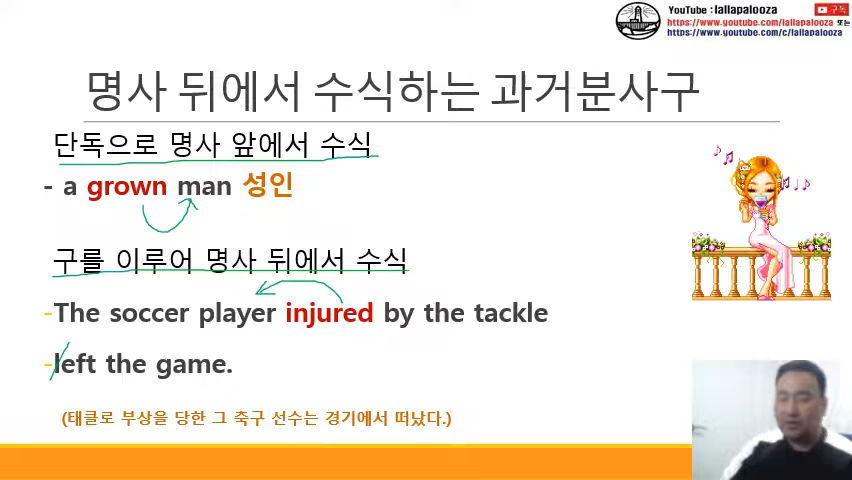 YouTube : lallapalooza
구독
https://www.youtube.com/lallapalooza 또는
https://www.youtube.com/c/lallapalooza
명사 뒤에서 수식하는 과거분사구
단독으로 명사 앞에서 수식
- a grown man 성인
구를 이루어 명사 뒤에서 수식
-The soccer player injured by the tackle
-left the game.
(태클로 부상을 당한 그 축구 선수는 경기에서 떠났다.)